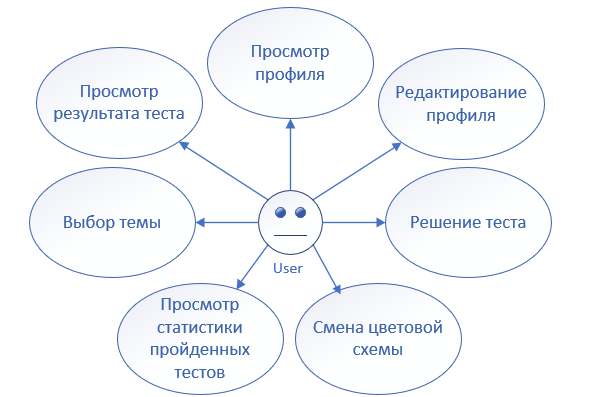 Просмотр
профиля
Просмотр
результата теста
Редактирование
профиля
Выбор темы
Решение теста
User
Просмотр
статистики
пройденных
тестов
Смена цветовой
схемы